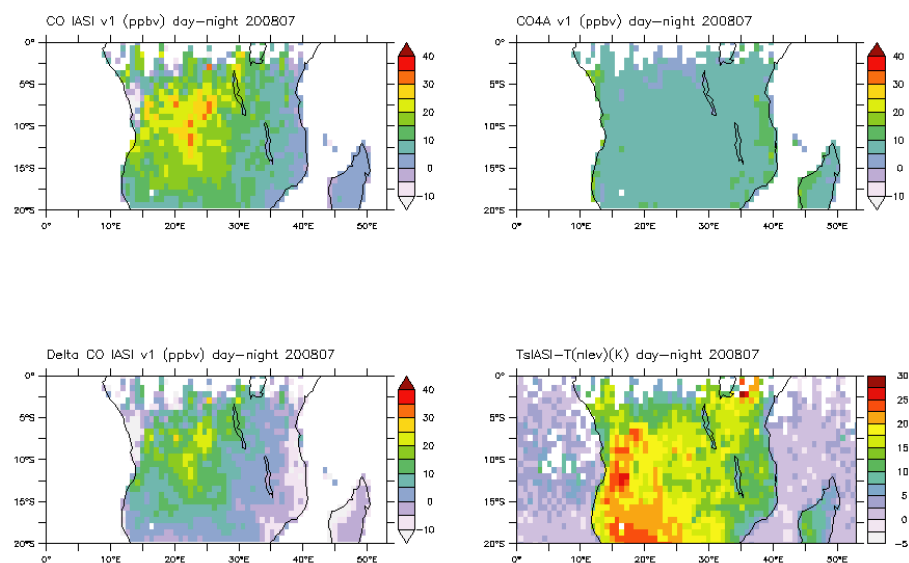 CO IASI v1 (ppbv) day-night 200807
CO4A v1 (ppbv) day-night 200807
0°
5°S
10°S
15°S
20°S
0°
10°E
20°E
30°E
40°E
50°E
40
30
20
10
0
-10
0°
5°S
10°S
15°S
20°S
0°
10°E
20°E
30°E
40°E
50°E
40
30
20
10
0
-10
Delta CO IASI v1 (ppbv) day-night 200807
TsIASI-T(nlev)(K) day-night 200807
0°
5°S
10°S
15°S
20°S
0°
10°E
20°E
30°E
40°E
50°E
40
30
20
10
0
-10
0°
5°S
10°S
15°S
20°S
0°
10°E
20°E
30°E
40°E
50°E
30
25
20
15
10
5
0
-5